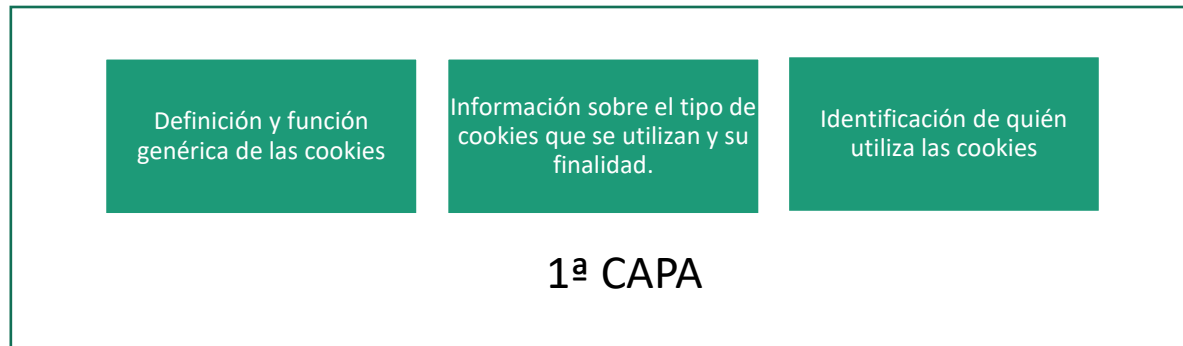 Definición y función
genérica de las cookies
Información sobre el tipo de
cookies que se utilizan y su
finalidad.
Identificación de quién
utiliza las cookies
1ª CAPA